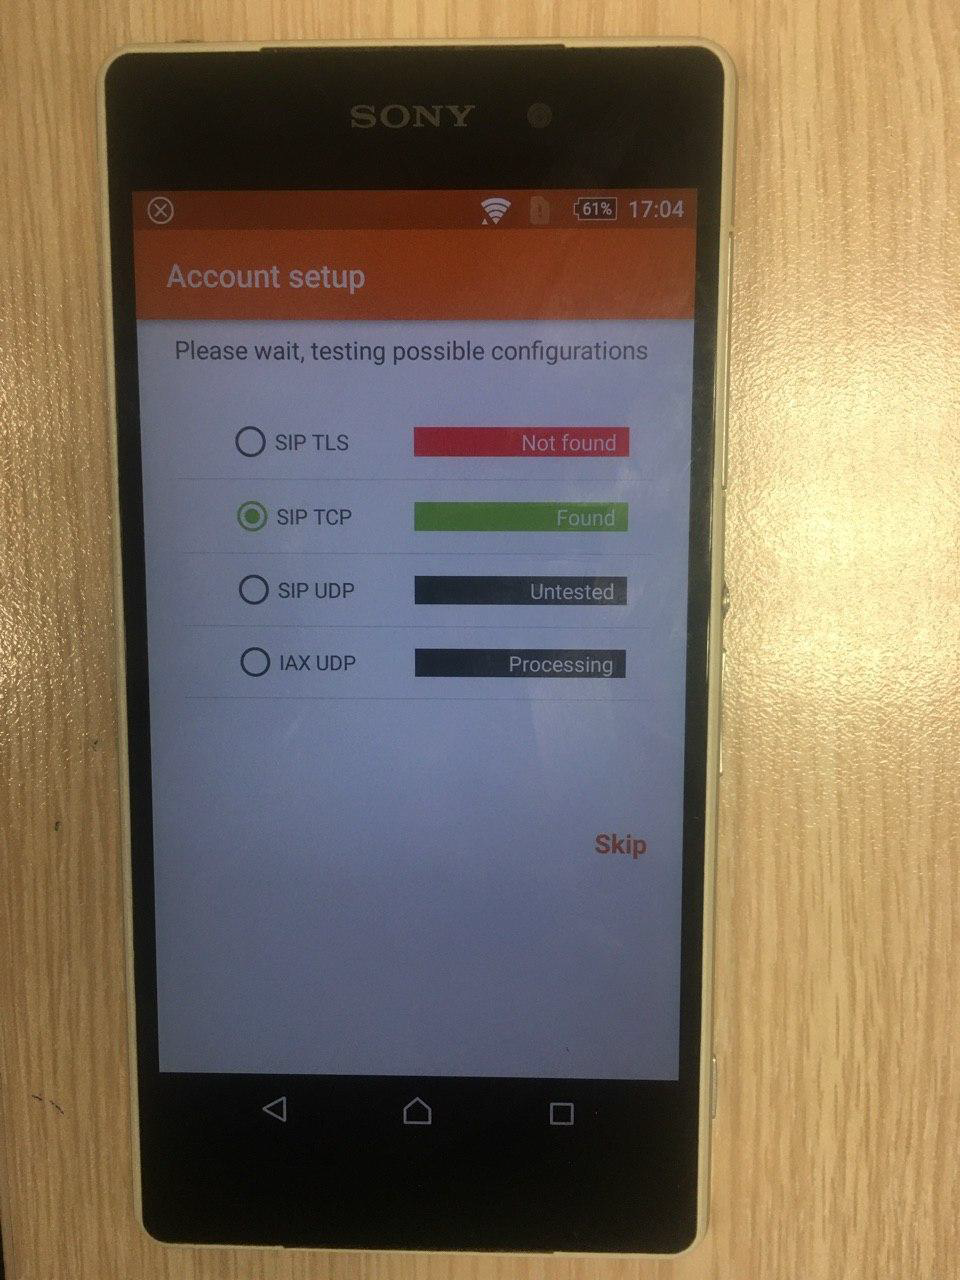 SONY
61% 17:04
Account setup
Please wait, testing possible configurations
SIP TLS Not found
SIP TCP Found
SIP UDP Untested
IAX UDP Processing
Skip